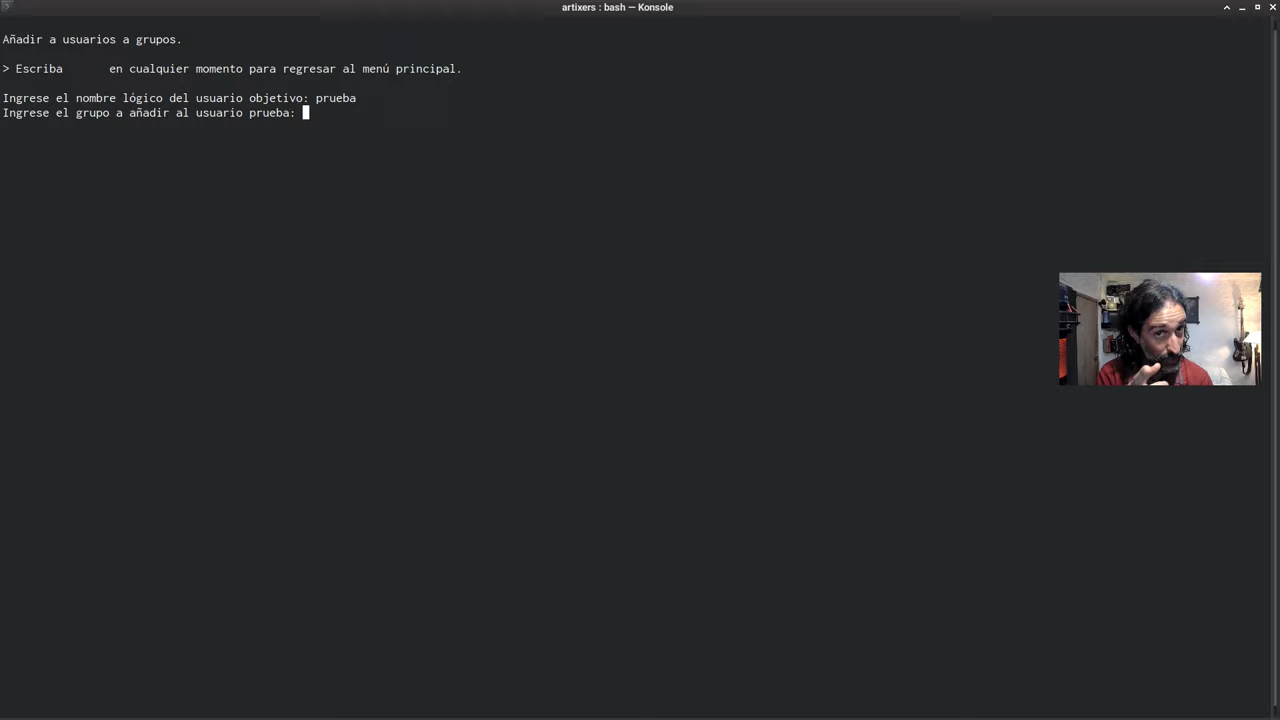 artixers : bash — Konsole
Añadir a usuarios a grupos.
> Escriba en cualquier momento para regresar al menú principal.
Ingrese el nombre lógico del usuario objetivo: prueba
Ingrese el grupo a añadir al usuario prueba: